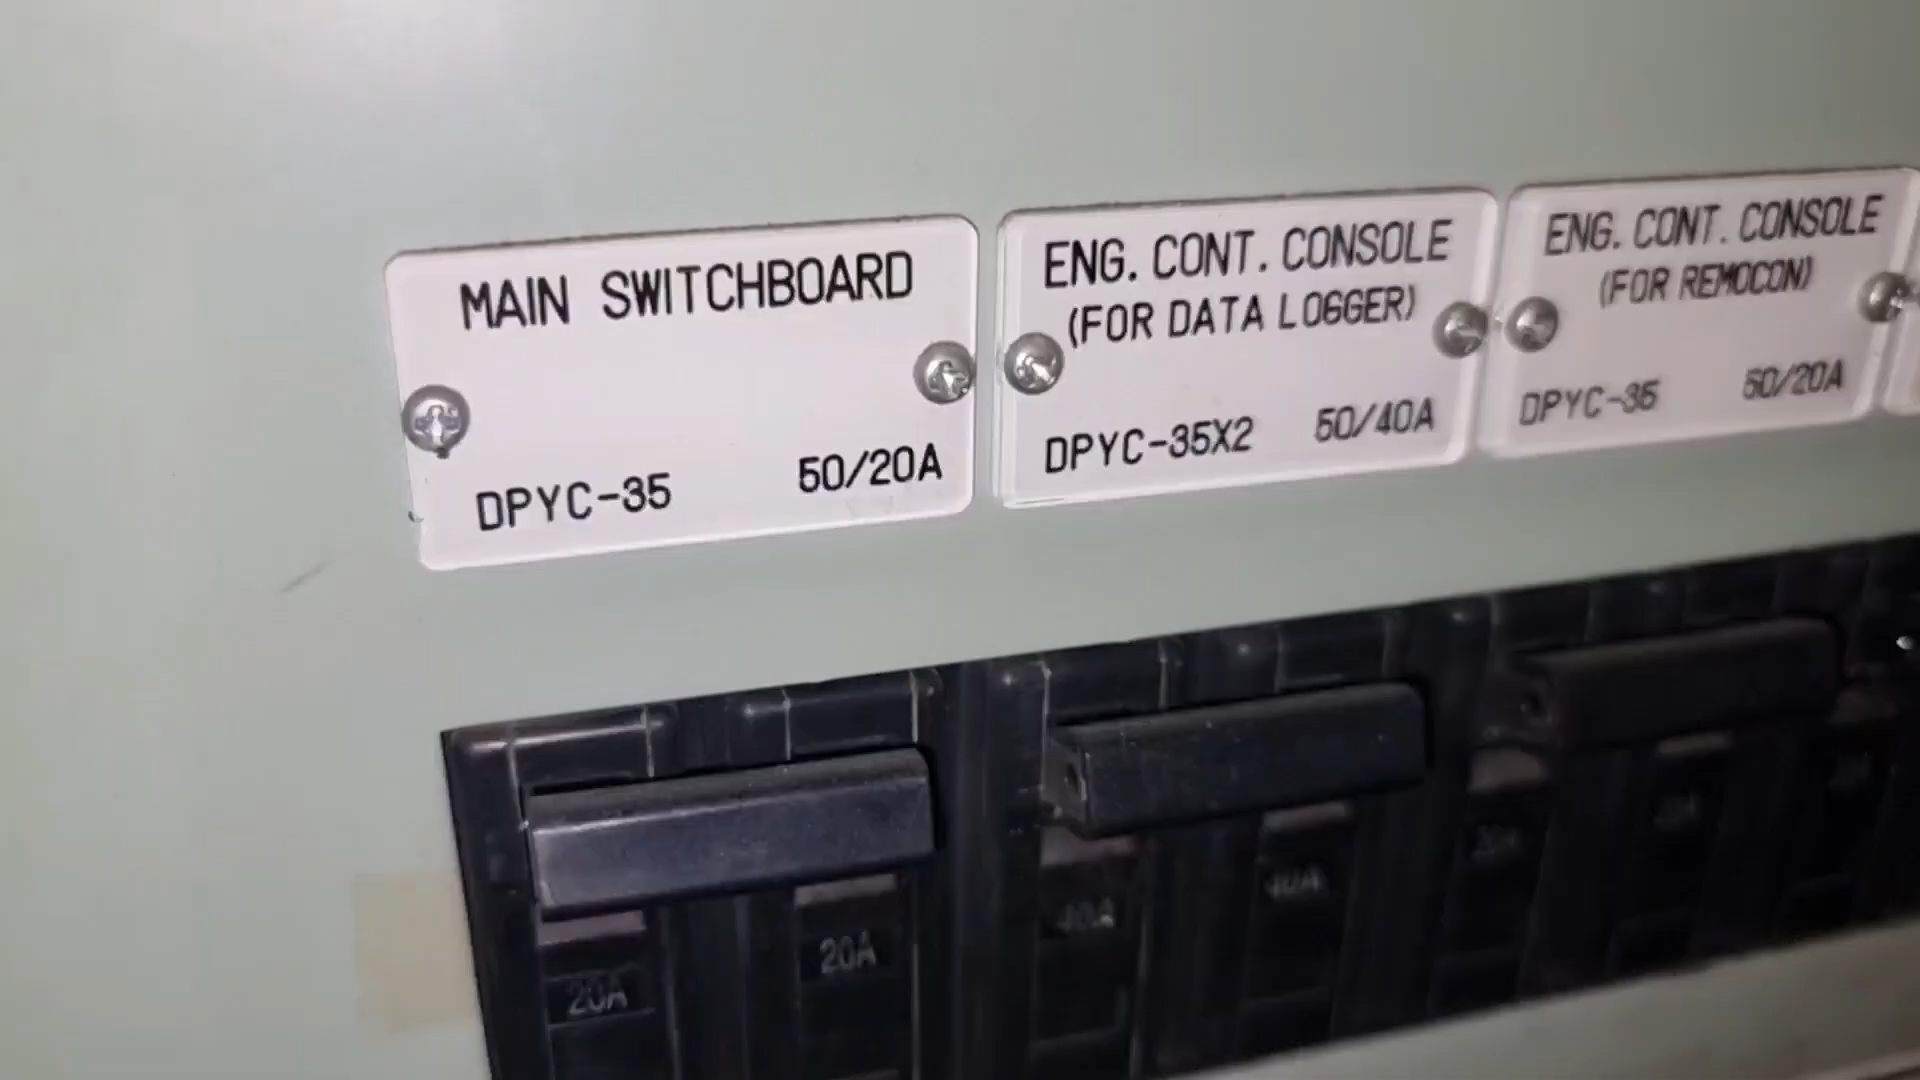 MAIN SWITCHBOARD
DPYC-35 50/20A
ENG. CONT. CONSOLE
(FOR DATA LOGGER)
DPYC-35X2 50/40A
ENG. CONT. CONSOLE
(FOR REMOCON)
DPYC-35 50/20A
20A
20A
40A
40A